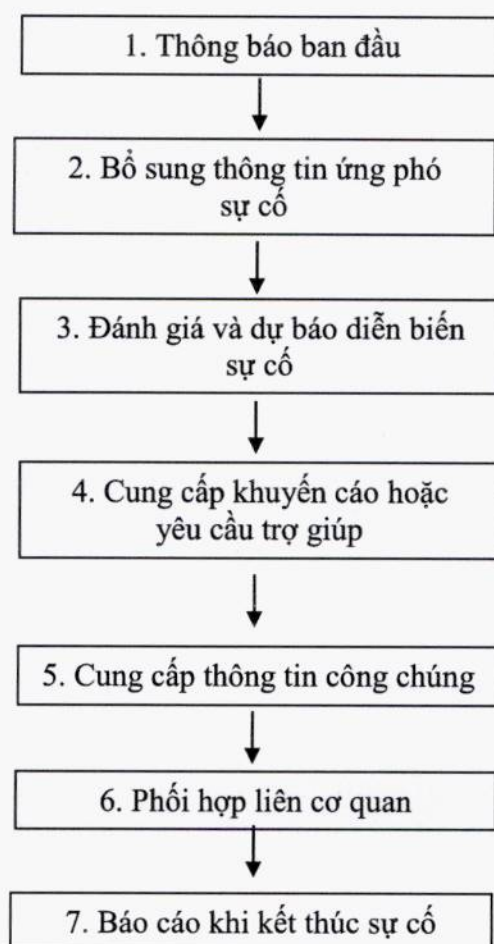 1. Thông báo ban đầu
2. Bổ sung thông tin ứng phó
sự cố
3. Đánh giá và dự báo diễn biến
sự cố
4. Cung cấp khuyến cáo hoặc
yêu cầu trợ giúp
5. Cung cấp thông tin công chúng
6. Phối hợp liên cơ quan
7. Báo cáo khi kết thúc sự cố